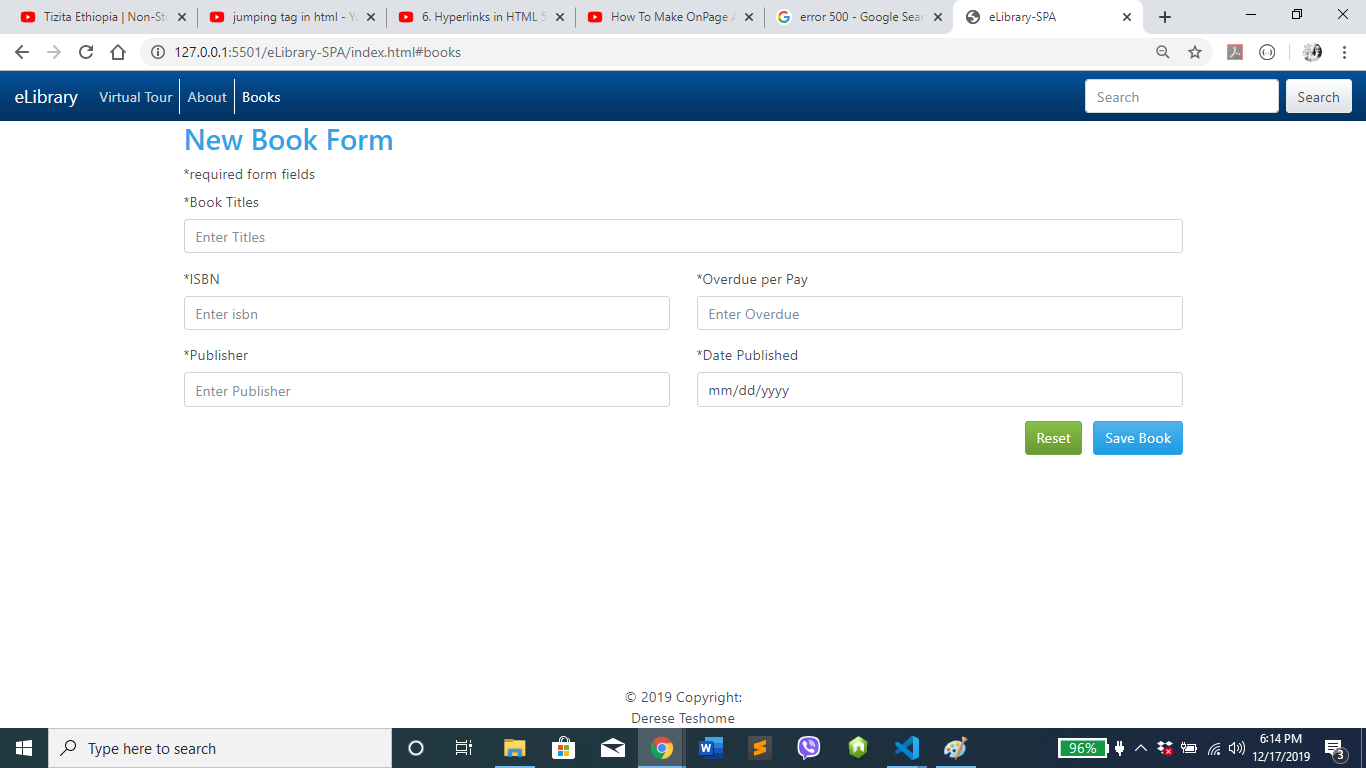 Tizita Ethiopia | Non-Sto
jumping tag in html - Yo
6. Hyperlinks in HTML 5
How To Make OnPage A
error 500 - Google Sear
eLibrary-SPA
127.0.0.1:5501/eLibrary-SPA/index.html#books
eLibrary Virtual Tour About Books Search Search
New Book Form
*required form fields
*Book Titles
Enter Titles
*ISBN *Overdue per Pay
Enter isbn Enter Overdue
*Publisher *Date Published
Enter Publisher mm/dd/yyyy
Reset Save Book
© 2019 Copyright:
Derese Teshome
Type here to search
96%
6:14 PM
12/17/2019
3